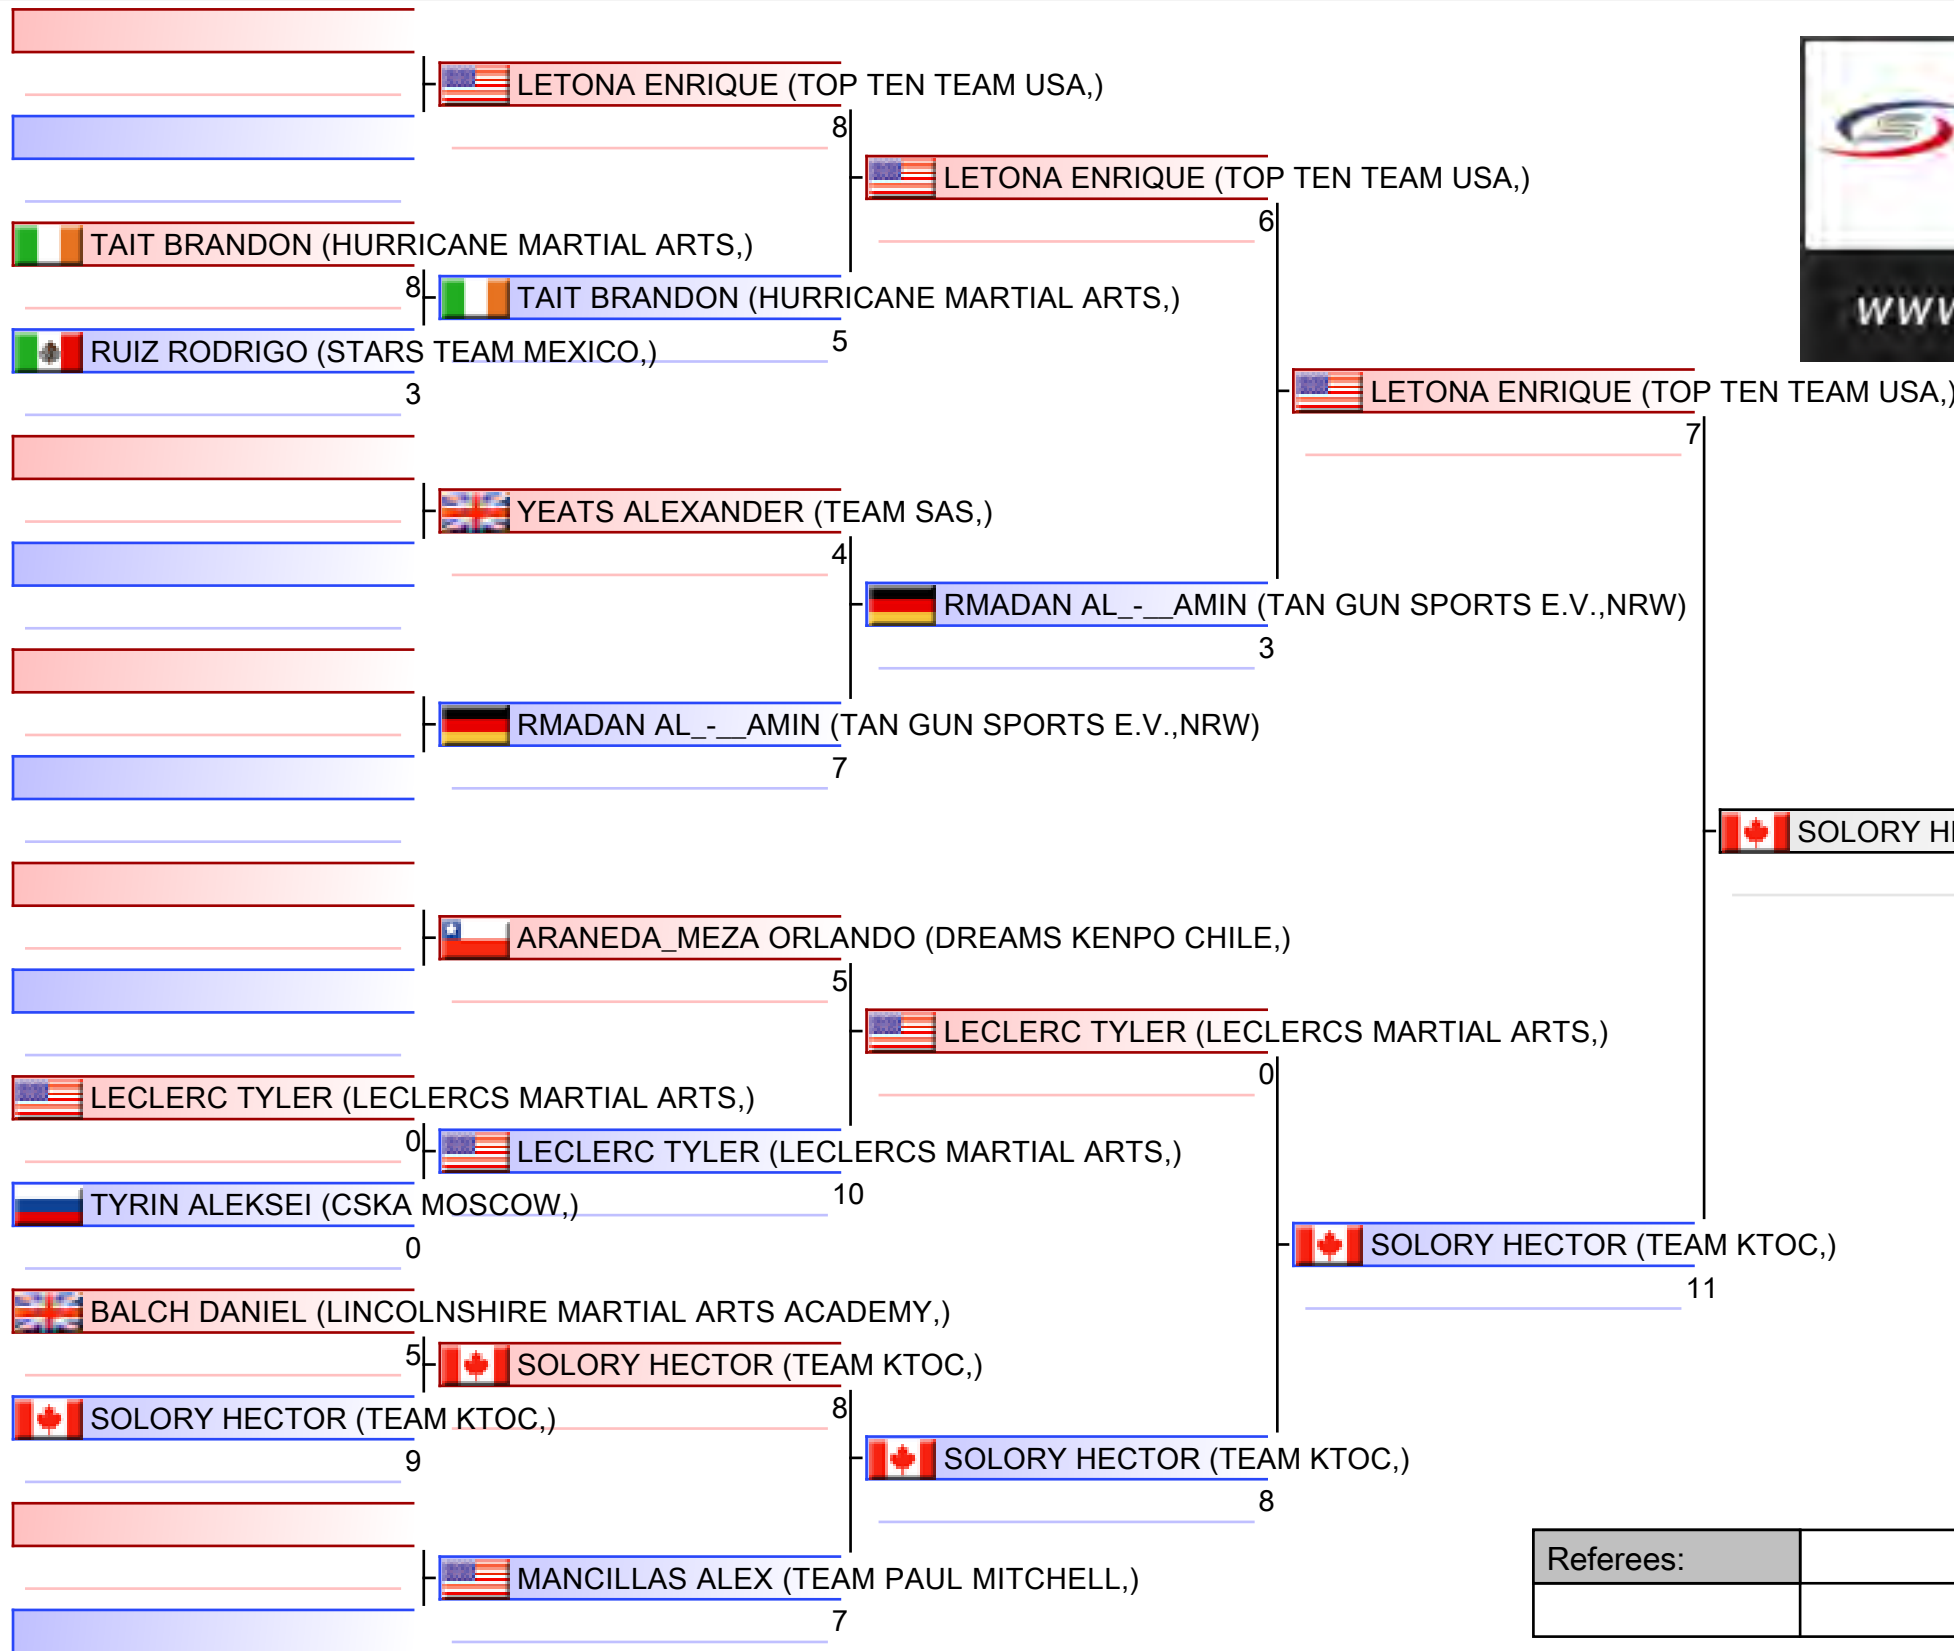 LETONA ENRIQUE (TOP TEN TEAM USA,)
8
LETONA ENRIQUE (TOP TEN TEAM USA,)
6
TAIT BRANDON (HURRICANE MARTIAL ARTS,)
8
TAIT BRANDON (HURRICANE MARTIAL ARTS,)
5
www
RUIZ RODRIGO (STARS TEAM MEXICO,)
3
LETONA ENRIQUE (TOP TEN TEAM USA,)
7
YEATS ALEXANDER (TEAM SAS,)
4
RMADAN AL_-__AMIN (TAN GUN SPORTS E.V.,NRW)
3
RMADAN AL_-__AMIN (TAN GUN SPORTS E.V.,NRW)
7
SOLORY
ARANEDA_MEZA ORLANDO (DREAMS KENPO CHILE,)
5
LECLERC TYLER (LECLERCS MARTIAL ARTS,)
0
LECLERC TYLER (LECLERCS MARTIAL ARTS,)
0
LECLERC TYLER (LECLERCS MARTIAL ARTS,)
10
TYRIN ALEKSEI (CSKA MOSCOW,)
0
SOLORY HECTOR (TEAM KTOC,)
11
BALCH DANIEL (LINCOLNSHIRE MARTIAL ARTS ACADEMY,)
5
SOLORY HECTOR (TEAM KTOC,)
8
SOLORY HECTOR (TEAM KTOC,)
9
SOLORY HECTOR (TEAM KTOC,)
8
MANCILLAS ALEX (TEAM PAUL MITCHELL,)
7
Referees: